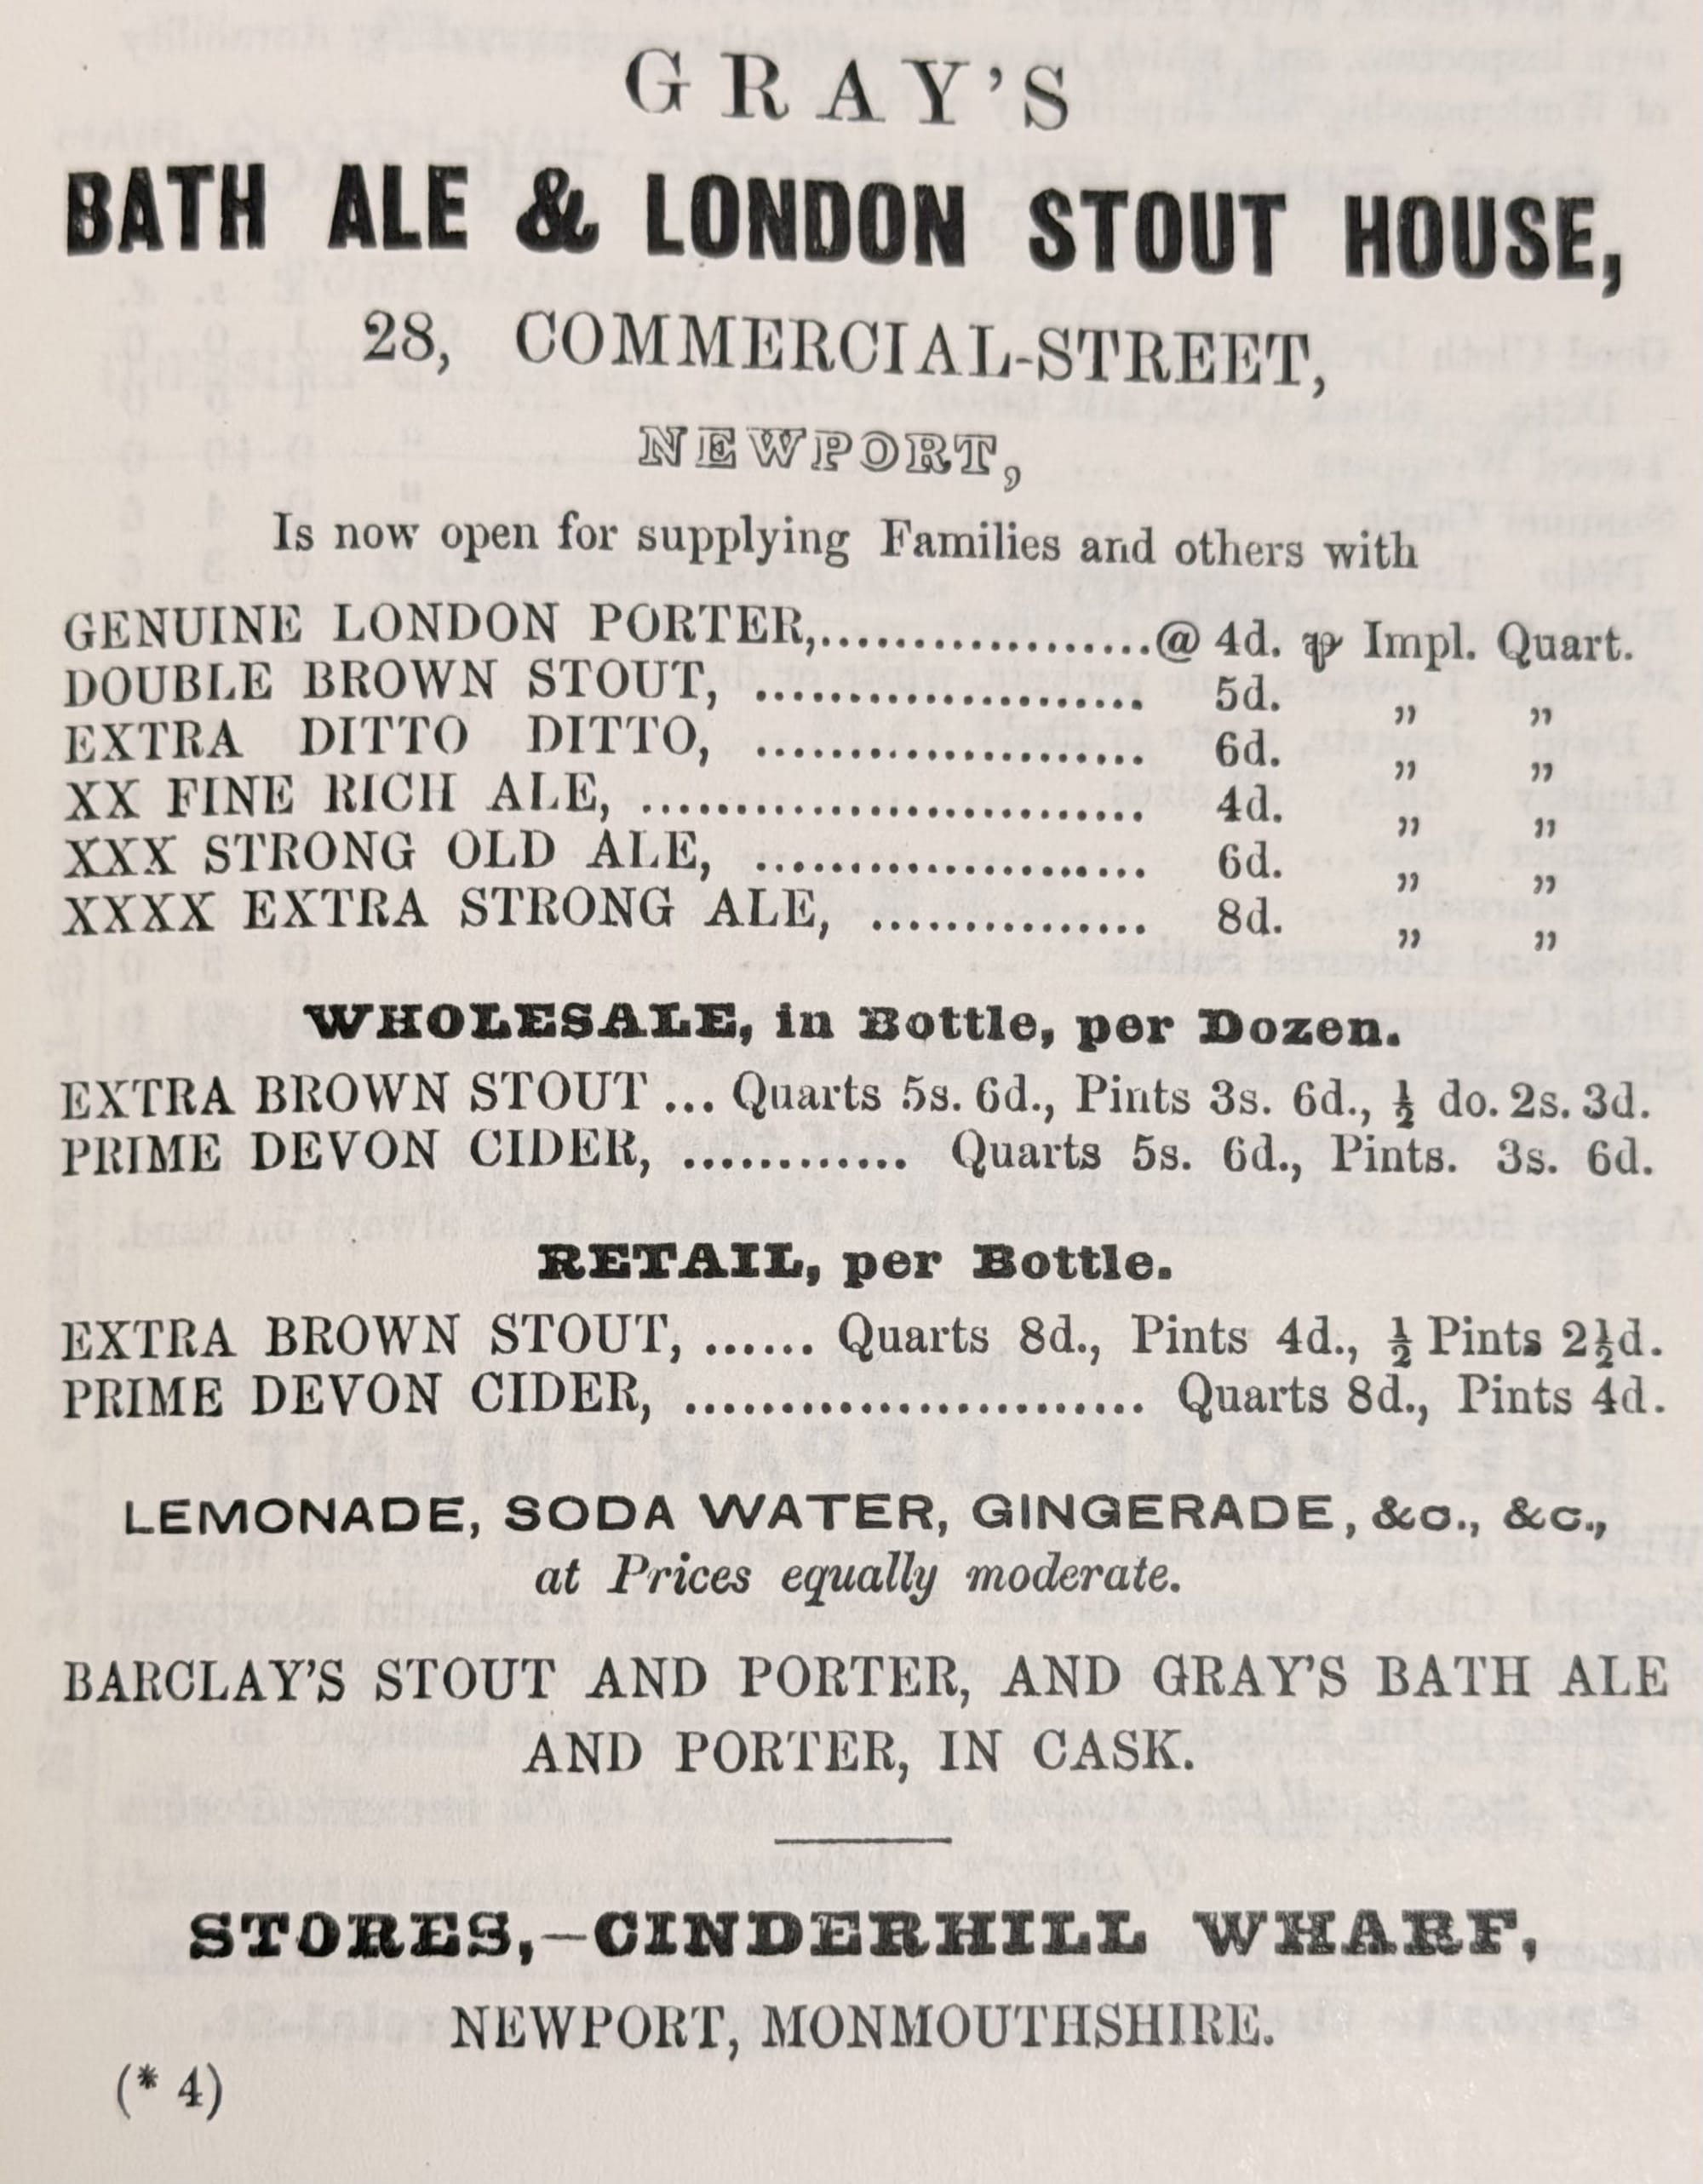 GRAY'S
BATH ALE & LONDON STOUT HOUSE,
28, COMMERCIAL-STREET,
NEWPORT,
Is now open for supplying Families and others with
GENUINE LONDON PORTER,..................@ 4d. ⅌ Impl. Quart.
DOUBLE BROWN STOUT, ..................... 5d. „ „
EXTRA DITTO DITTO, ..................... 6d. „ „
XX FINE RICH ALE, ........................... 4d. „ „
XXX STRONG OLD ALE, ..................... 6d. „ „
XXXX EXTRA STRONG ALE, ............... 8d. „ „
WHOLESALE, in Bottle, per Dozen.
EXTRA BROWN STOUT ... Quarts 5s. 6d., Pints 3s. 6d., ½ do. 2s. 3d.
PRIME DEVON CIDER, ............ Quarts 5s. 6d., Pints. 3s. 6d.
RETAIL, per Bottle.
EXTRA BROWN STOUT, ...... Quarts 8d., Pints 4d., ½ Pints 2½d.
PRIME DEVON CIDER, ........................ Quarts 8d., Pints 4d.
LEMONADE, SODA WATER, GINGERADE, &c., &c.,
at Prices equally moderate.
BARCLAY'S STOUT AND PORTER, AND GRAY'S BATH ALE
AND PORTER, IN CASK.
STORES,—CINDERHILL WHARF,
NEWPORT, MONMOUTHSHIRE.
(* 4)